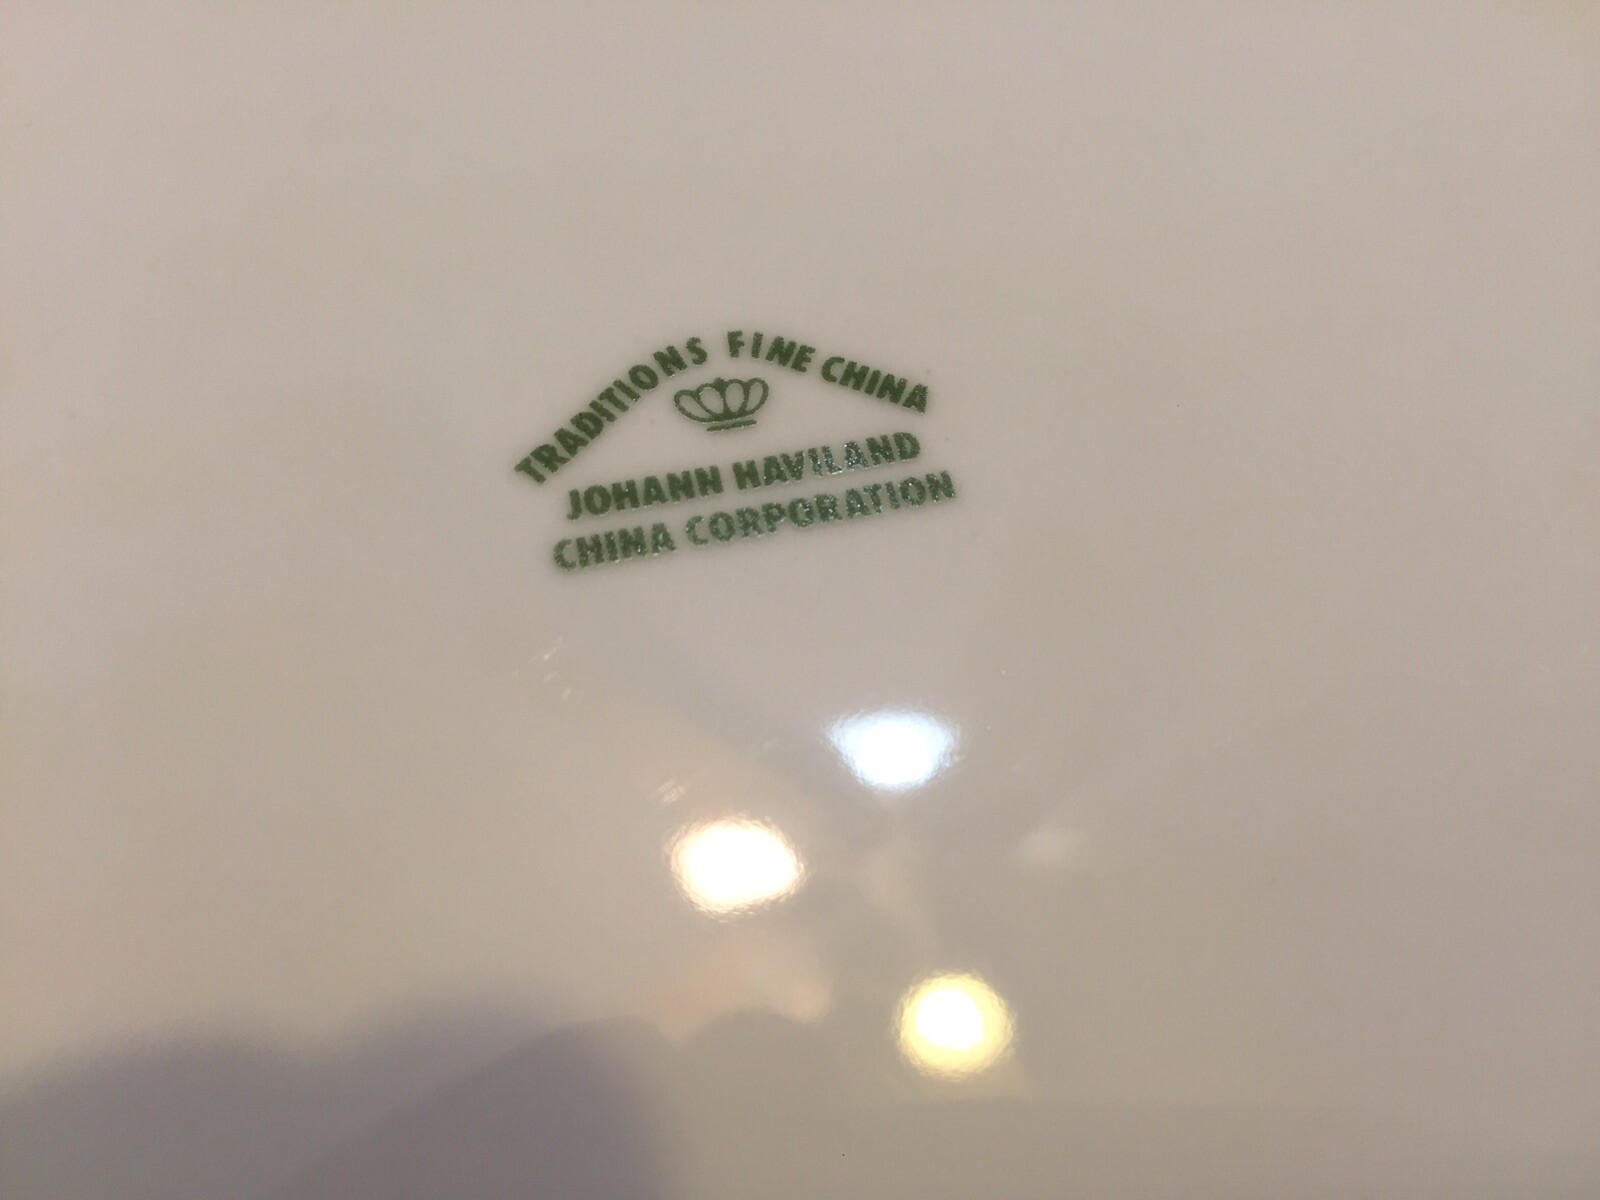 TRADITIONS FINE CHINA
JOHANN HAVILAND
CHINA CORPORATION